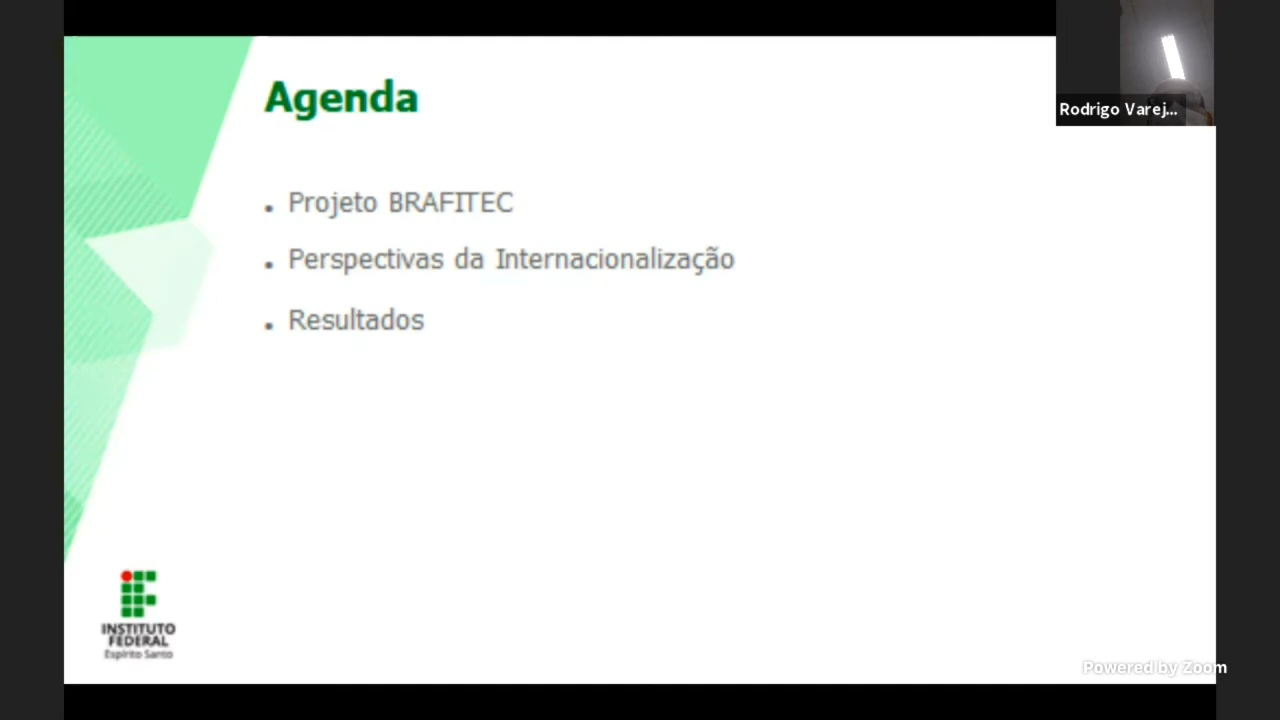 Agenda
Rodrigo Varej...
. Projeto BRAFITEC
. Perspectivas da Internacionalização
. Resultados
INSTITUTO
FEDERAL
Espírito Santo
Powered by Zoom